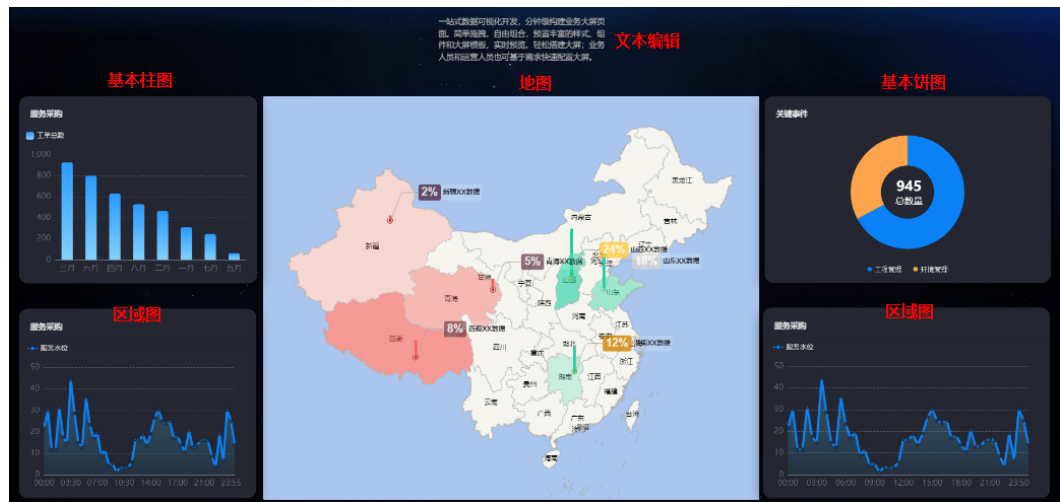 一站式数据可视化开发，分钟级构建业务大屏页
面。简单拖拽，自由组合，预置丰富的样式、组
件和大屏模板，实时预览，轻松搭建大屏；业务
人员和运营人员也可基于需求快速配置大屏。
文本编辑
基本柱图
服务采购
工单总数
1,000
800
600
400
200
0
三月 六月 四月 八月 二月 一月 七月 五月
区域图
服务采购
服务水位
50
40
30
20
10
0
00:00 03:30 07:00 10:30 14:00 17:00 21:00 23:55
地图
黑龙江
吉林
辽宁
内蒙古
2% 新疆XX数据
新疆
24% 山西XX数据
18% 山东XX数据
5% 青海XX数据
甘肃
宁夏
山西
山东
青海
陕西
河南
江苏
8% 西藏XX数据
西藏
12% 湖南XX数据
四川
重庆
湖北
浙江
湖南
江西
贵州
福建
云南
广西
广东
台湾
海南
基本饼图
关键事件
945
总数量
工程管理 环境管理
区域图
服务采购
服务水位
50
40
30
20
10
0
00:00 03:00 06:00 09:00 12:00 15:00 18:00 21:00 23:50